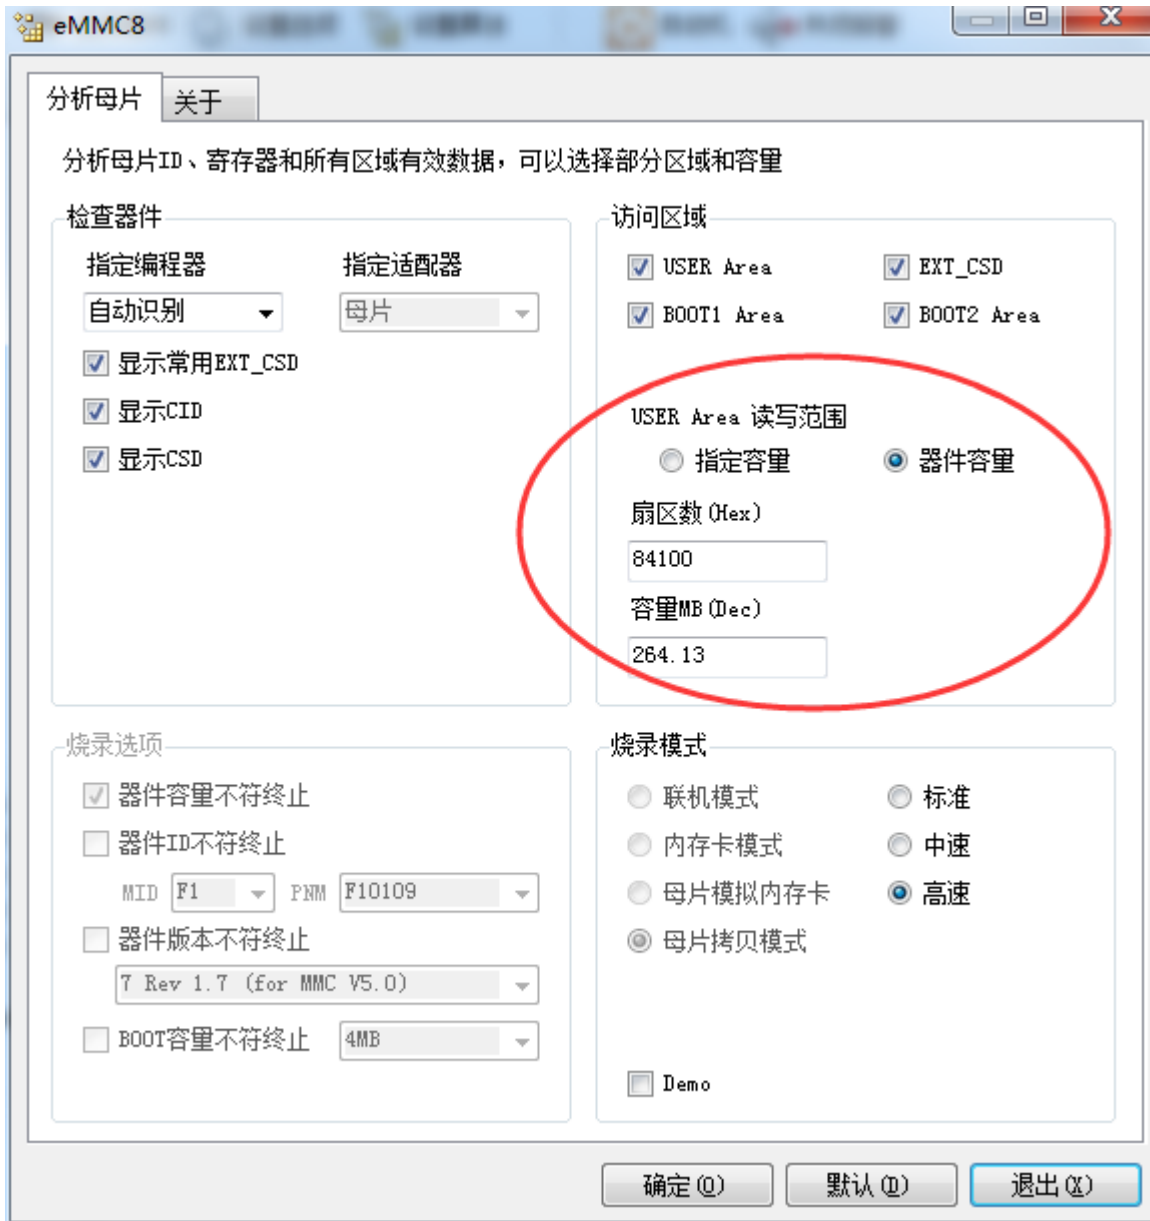 eMMC8
分析母片 关于
分析母片ID、寄存器和所有区域有效数据，可以选择部分区域和容量
检查器件
指定编程器 指定适配器
自动识别 母片
显示常用EXT_CSD
显示CID
显示CSD
访问区域
USER Area EXT_CSD
BOOT1 Area BOOT2 Area
USER Area 读写范围
指定容量 器件容量
扇区数(Hex)
84100
容量MB(Dec)
264.13
烧录选项
器件容量不符终止
器件ID不符终止
MID F1 PNM F10109
器件版本不符终止
7 Rev 1.7 (for MMC V5.0)
BOOT容量不符终止 4MB
烧录模式
联机模式 标准
内存卡模式 中速
母片模拟内存卡 高速
母片拷贝模式
Demo
确定(O) 默认(D) 退出(X)